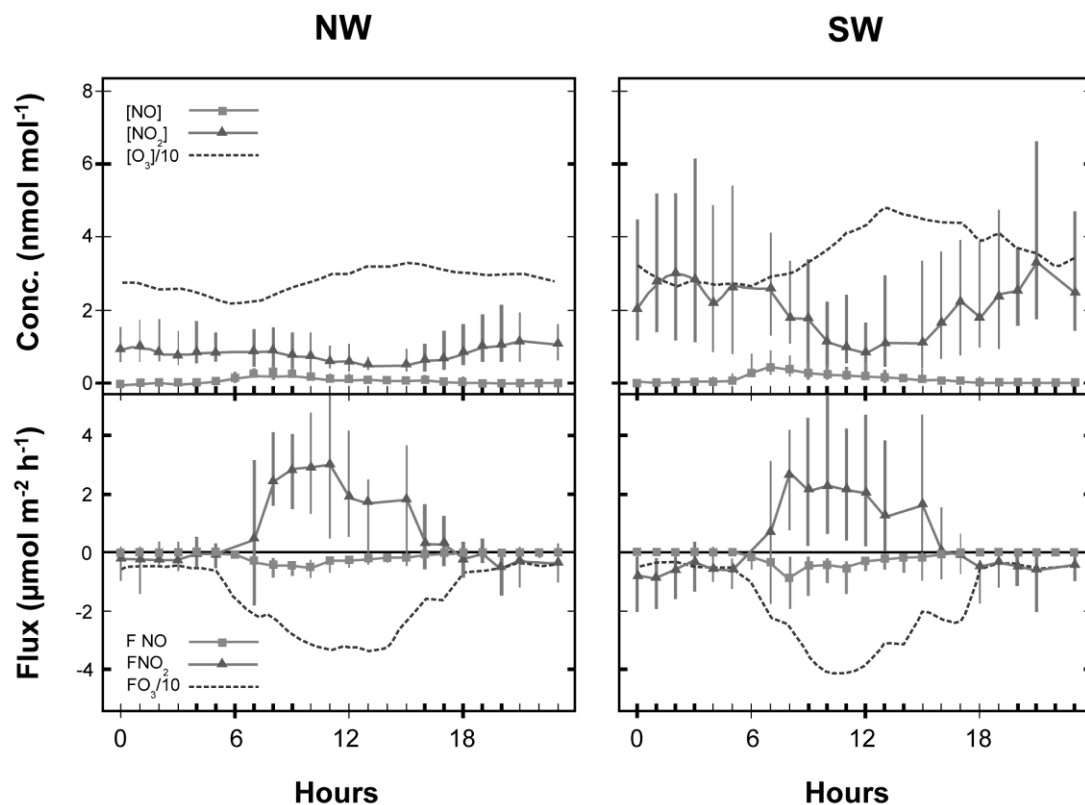 NW
SW
Conc. (nmol mol⁻¹)
8
6
4
2
0
[NO]
[NO₂]
[O₃]/10
Flux (μmol m⁻² h⁻¹)
4
2
0
-2
-4
F NO
FNO₂
FO₃/10
0
6
12
18
0
6
12
18
Hours
Hours